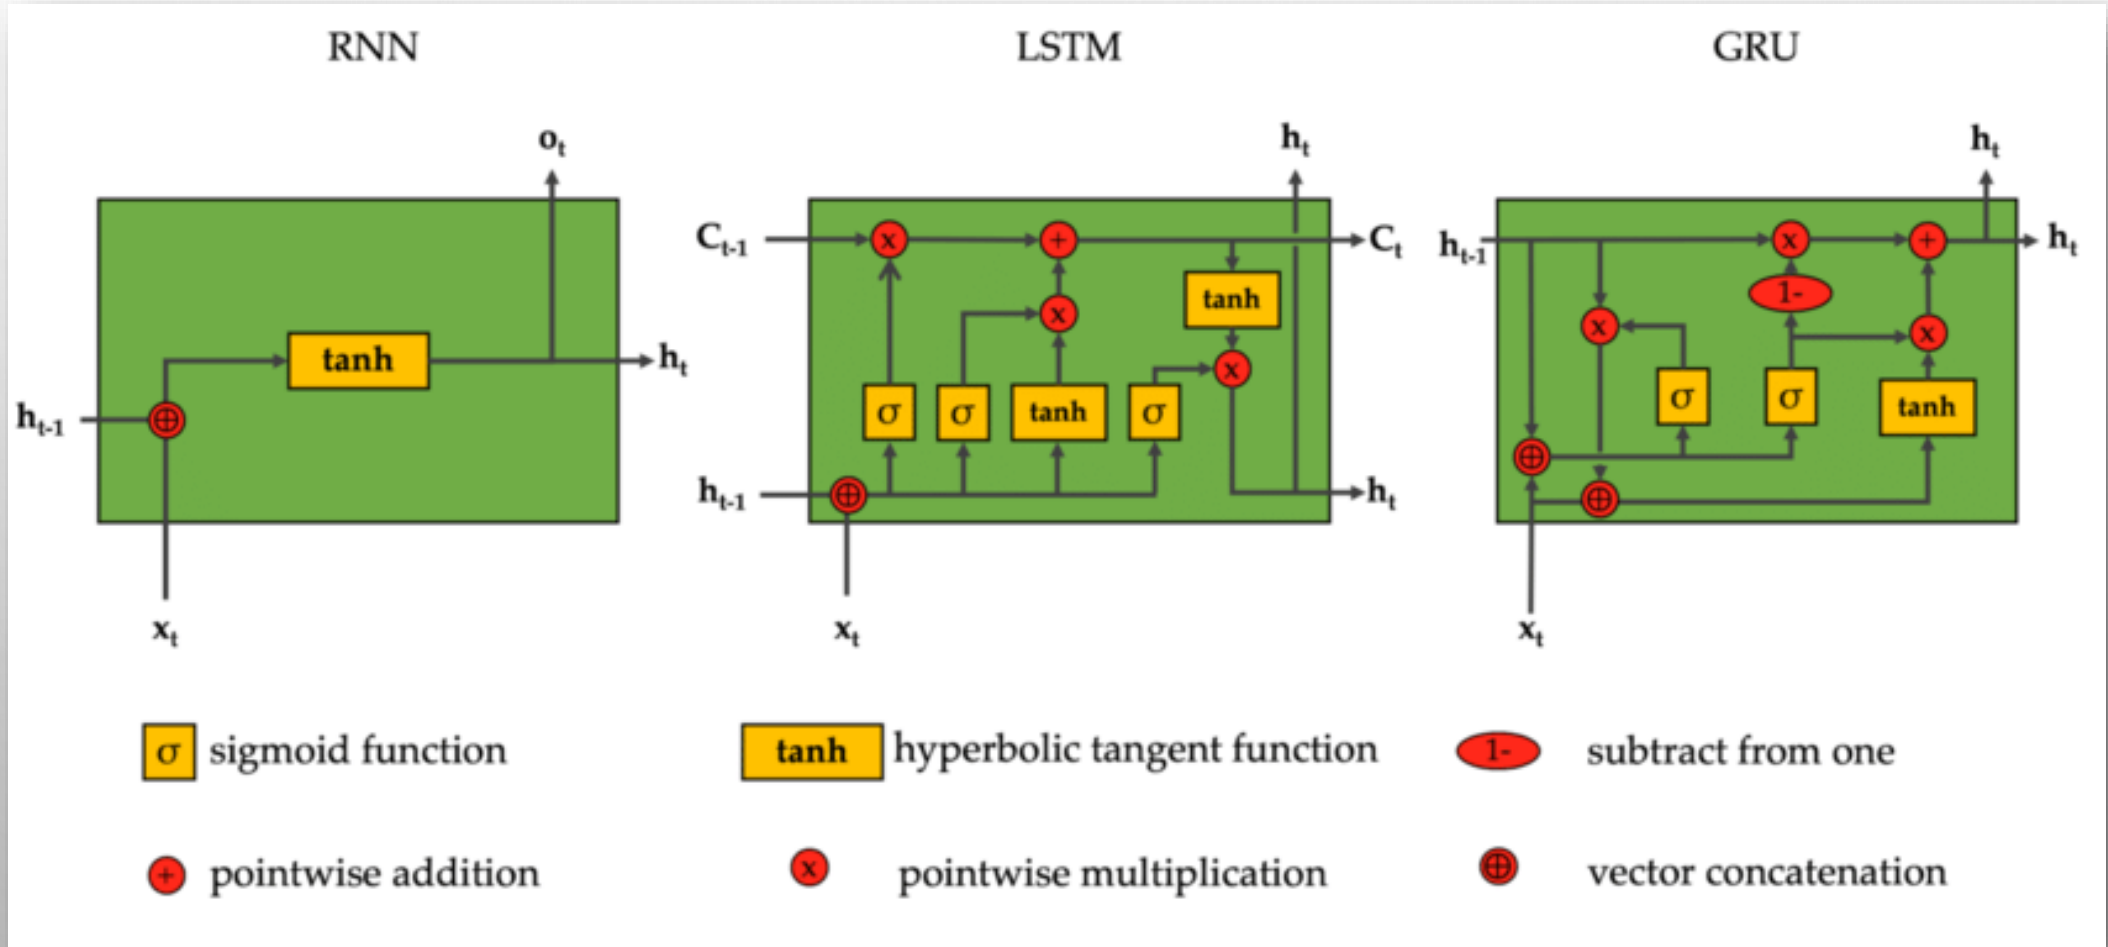 RNN
LSTM
GRU
oₜ
hₜ
hₜ
Cₜ₋₁
x
+
Cₜ
hₜ₋₁
x
+
hₜ
tanh
1-
x
x
x
tanh
hₜ
x
σ
σ
tanh
hₜ₋₁
⊕
σ
σ
tanh
σ
⊕
hₜ₋₁
⊕
hₜ
⊕
xₜ
xₜ
xₜ
σ sigmoid function
tanh hyperbolic tangent function
1- subtract from one
+ pointwise addition
x pointwise multiplication
⊕ vector concatenation